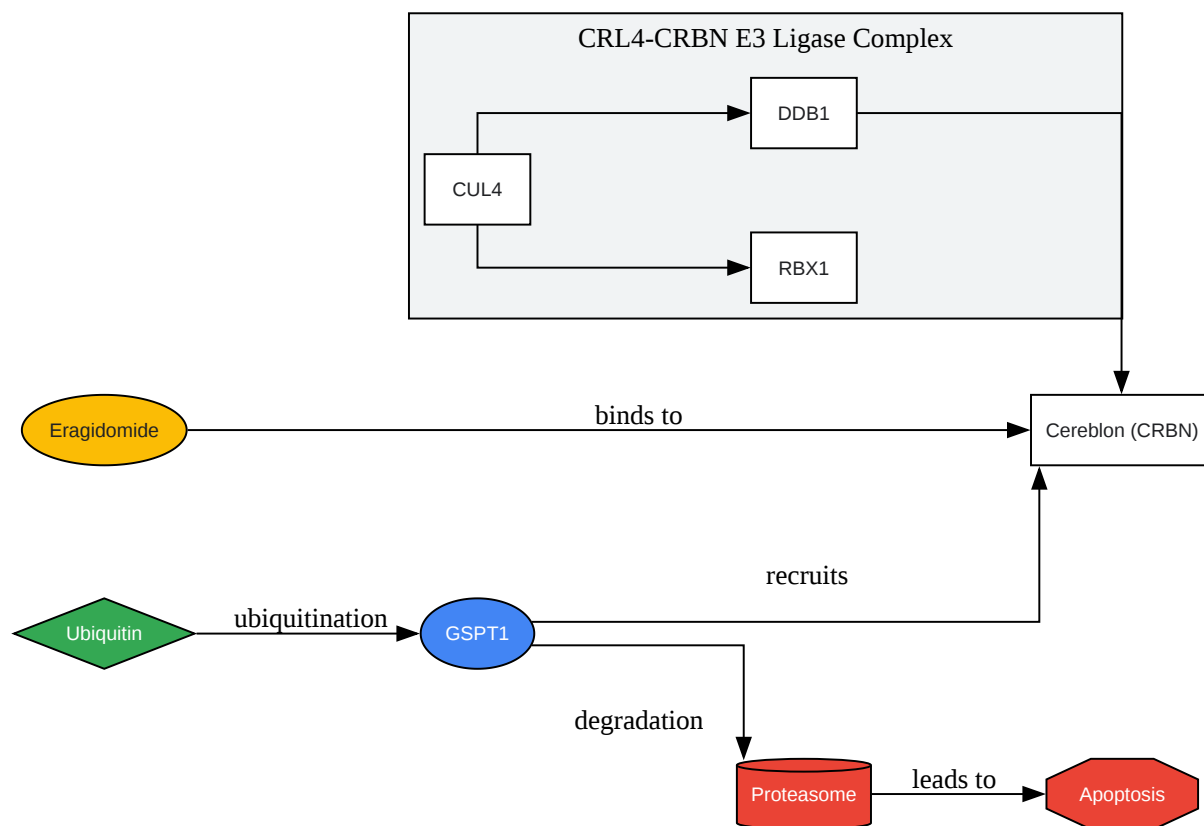 CRL4-CRBN E3 Ligase Complex
DDB1
CUL4
RBX1
binds to
Eragidomide
Cereblon (CRBN)
recruits
ubiquitination
Ubiquitin
GSPT1
degradation
leads to
Proteasome
Apoptosis